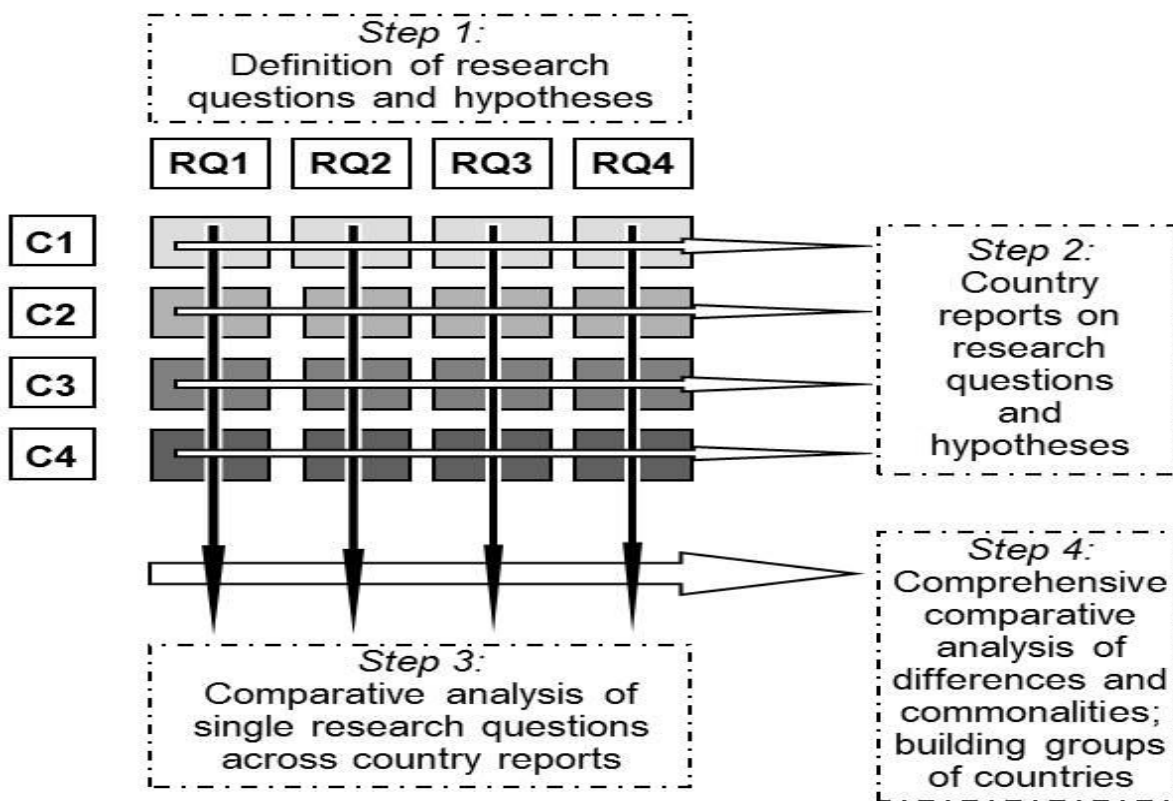 Step 1:
Definition of research
questions and hypotheses
RQ1 RQ2 RQ3 RQ4
C1
C2
C3
C4
Step 2:
Country
reports on
research
questions
and
hypotheses
Step 3:
Comparative analysis of
single research questions
across country reports
Step 4:
Comprehensive
comparative
analysis of
differences and
commonalities;
building groups
of countries